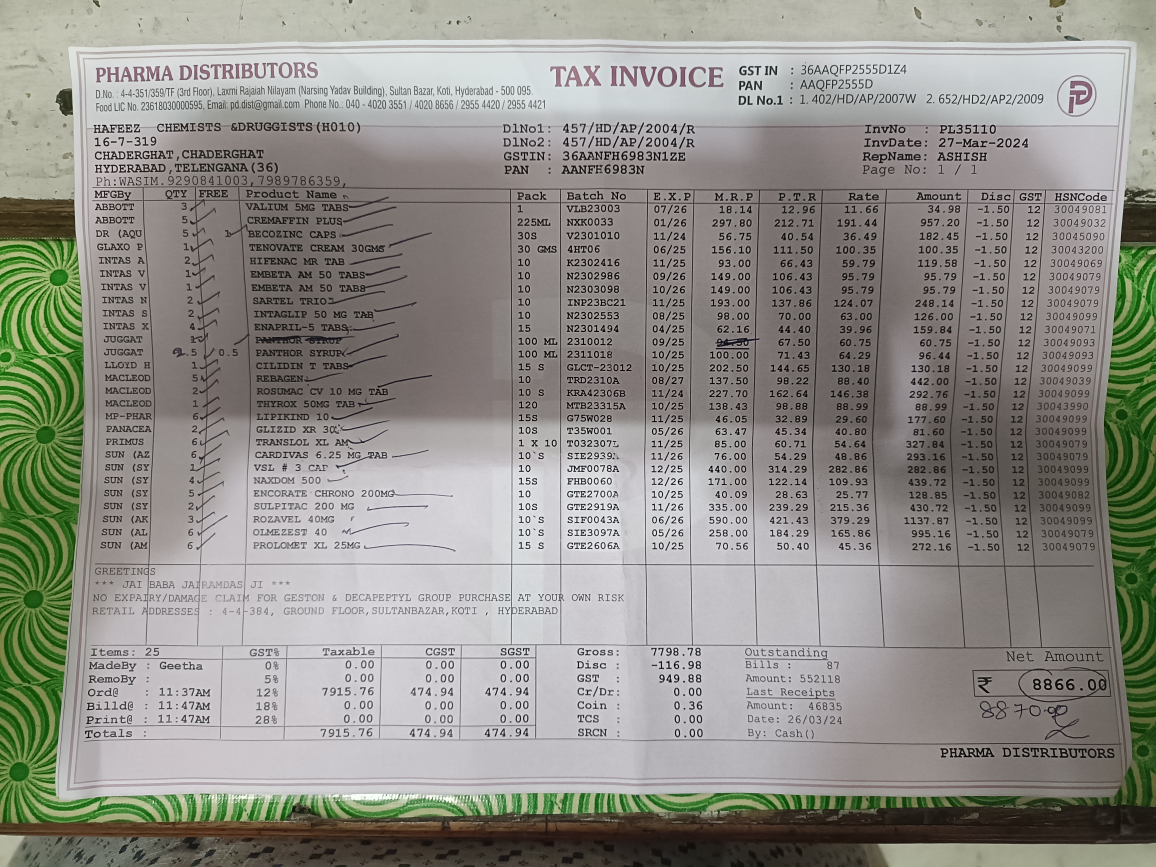 PHARMA DISTRIBUTORS
D.No. : 4-4-351/359/TF (3rd Floor), Laxmi Rajaiah Nilayam (Narsing Yadav Building), Sultan Bazar, Koti, Hyderabad - 500 095.
Food LIC No. 23618030000595, Email: pd.dist@gmail.com Phone No.: 040 - 4020 3551 / 4020 8656 / 2955 4420 / 2955 4421
TAX INVOICE
GST IN : 36AAQFP2555D1Z4
PAN : AAQFP2555D
DL No.1 : 1. 402/HD/AP/2007W 2. 652/HD2/AP2/2009
HAFEEZ CHEMISTS &DRUGGISTS(H010)
16-7-319
CHADERGHAT,CHADERGHAT
HYDERABAD,TELENGANA(36)
Ph:WASIM.9290841003,7989786359,
DlNo1: 457/HD/AP/2004/R
DlNo2: 457/HD/AP/2004/R
GSTIN: 36AANFH6983N1ZE
PAN : AANFH6983N
InvNo : PL35110
InvDate: 27-Mar-2024
RepName: ASHISH
Page No: 1 / 1
MFGBy QTY FREE Product Name Pack Batch No E.X.P M.R.P P.T.R Rate Amount Disc GST HSNCode
ABBOTT 3 VALIUM 5MG TABS 1 VLB23003 07/26 18.14 12.96 11.66 34.98 -1.50 12 30049081
ABBOTT 5 CREMAFFIN PLUS 225ML NXK0033 01/26 297.80 212.71 191.44 957.20 -1.50 12 30049032
DR (AQU 5 1 BECOZINC CAPS 30S V2301010 11/24 56.75 40.54 36.49 182.45 -1.50 12 30045090
GLAXO P 1 TENOVATE CREAM 30GMS 30 GMS 4HT06 06/25 156.10 111.50 100.35 100.35 -1.50 12 30043200
INTAS A 2 HIFENAC MR TAB 10 K2302416 11/25 93.00 66.43 59.79 119.58 -1.50 12 30049069
INTAS V 1 EMBETA AM 50 TABS 10 N2302986 09/26 149.00 106.43 95.79 95.79 -1.50 12 30049079
INTAS V 1 EMBETA AM 50 TABS 10 N2303098 10/26 149.00 106.43 95.79 95.79 -1.50 12 30049079
INTAS N 2 SARTEL TRIO 10 INP23BC21 11/25 193.00 137.86 124.07 248.14 -1.50 12 30049079
INTAS S 2 INTAGLIP 50 MG TAB 10 N2302553 08/25 98.00 70.00 63.00 126.00 -1.50 12 30049099
INTAS X 4 ENAPRIL-5 TABS 15 N2301494 04/25 62.16 44.40 39.96 159.84 -1.50 12 30049071
JUGGAT PANTHOR SYRUP 100 ML 2310012 09/25 94.50 67.50 60.75 60.75 -1.50 12 30049093
JUGGAT .5 0.5 PANTHOR SYRUP 100 ML 2311018 10/25 100.00 71.43 64.29 96.44 -1.50 12 30049093
LLOYD H 1 CILIDIN T TABS 15 S GLCT-23012 10/25 202.50 144.65 130.18 130.18 -1.50 12 30049099
MACLEOD 5 REBAGEN 10 TRD2310A 08/27 137.50 98.22 88.40 442.00 -1.50 12 30049039
MACLEOD 2 ROSUMAC CV 10 MG TAB 10 S KRA42306B 11/24 227.70 162.64 146.38 292.76 -1.50 12 30049099
MACLEOD 1 THYROX 50MG TAB 120 MTB23315A 10/25 138.43 98.88 88.99 88.99 -1.50 12 30043990
MP-PHAR 6 LIPIKIND 10 15S G75W028 11/25 46.05 32.89 29.60 177.60 -1.50 12 30049099
PANACEA 2 GLIZID XR 30 10S T35W001 05/26 63.47 45.34 40.80 81.60 -1.50 12 30049099
PRIMUS 6 TRANSLOL XL AM 1 X 10 T032307L 11/25 85.00 60.71 54.64 327.84 -1.50 12 30049079
SUN (AZ 6 CARDIVAS 6.25 MG TAB 10`S SIE2939A 11/26 76.00 54.29 48.86 293.16 -1.50 12 30049079
SUN (SY 1 VSL # 3 CAP 10 JMF0078A 12/25 440.00 314.29 282.86 282.86 -1.50 12 30049099
SUN (SY 4 NAXDOM 500 15S FHB0060 12/26 171.00 122.14 109.93 439.72 -1.50 12 30049099
SUN (SY 5 ENCORATE CHRONO 200MG 10 GTE2700A 10/25 40.09 28.63 25.77 128.85 -1.50 12 30049082
SUN (SY 2 SULPITAC 200 MG 10S GTE2919A 11/26 335.00 239.29 215.36 430.72 -1.50 12 30049099
SUN (AK 3 ROZAVEL 40MG 10`S SIF0043A 06/26 590.00 421.43 379.29 1137.87 -1.50 12 30049099
SUN (AL 6 OLMEZEST 40 10`S SIE3097A 05/26 258.00 184.29 165.86 995.16 -1.50 12 30049079
SUN (AM 6 PROLOMET XL 25MG 15 S GTE2606A 10/25 70.56 50.40 45.36 272.16 -1.50 12 30049079
GREETINGS
*** JAI BABA JAIRAMDAS JI ***
NO EXPAIRY/DAMAGE CLAIM FOR GESTON & DECAPEPTYL GROUP PURCHASE AT YOUR OWN RISK
RETAIL ADDRESSES : 4-4-384, GROUND FLOOR,SULTANBAZAR,KOTI , HYDERABAD
Items: 25 GST% Taxable CGST SGST
MadeBy : Geetha 0% 0.00 0.00 0.00
RemoBy : 5% 0.00 0.00 0.00
Ord@ : 11:37AM 12% 7915.76 474.94 474.94
Billd@ : 11:47AM 18% 0.00 0.00 0.00
Print@ : 11:47AM 28% 0.00 0.00 0.00
Totals : 7915.76 474.94 474.94
Gross: 7798.78
Disc : -116.98
GST : 949.88
Cr/Dr: 0.00
Coin : 0.36
TCS : 0.00
SRCN : 0.00
Outstanding
Bills : 87
Amount: 552118
Last Receipts
Amount: 46835
Date: 26/03/24
By: Cash()
Net Amount
₹ 8866.00
8870.00
PHARMA DISTRIBUTORS